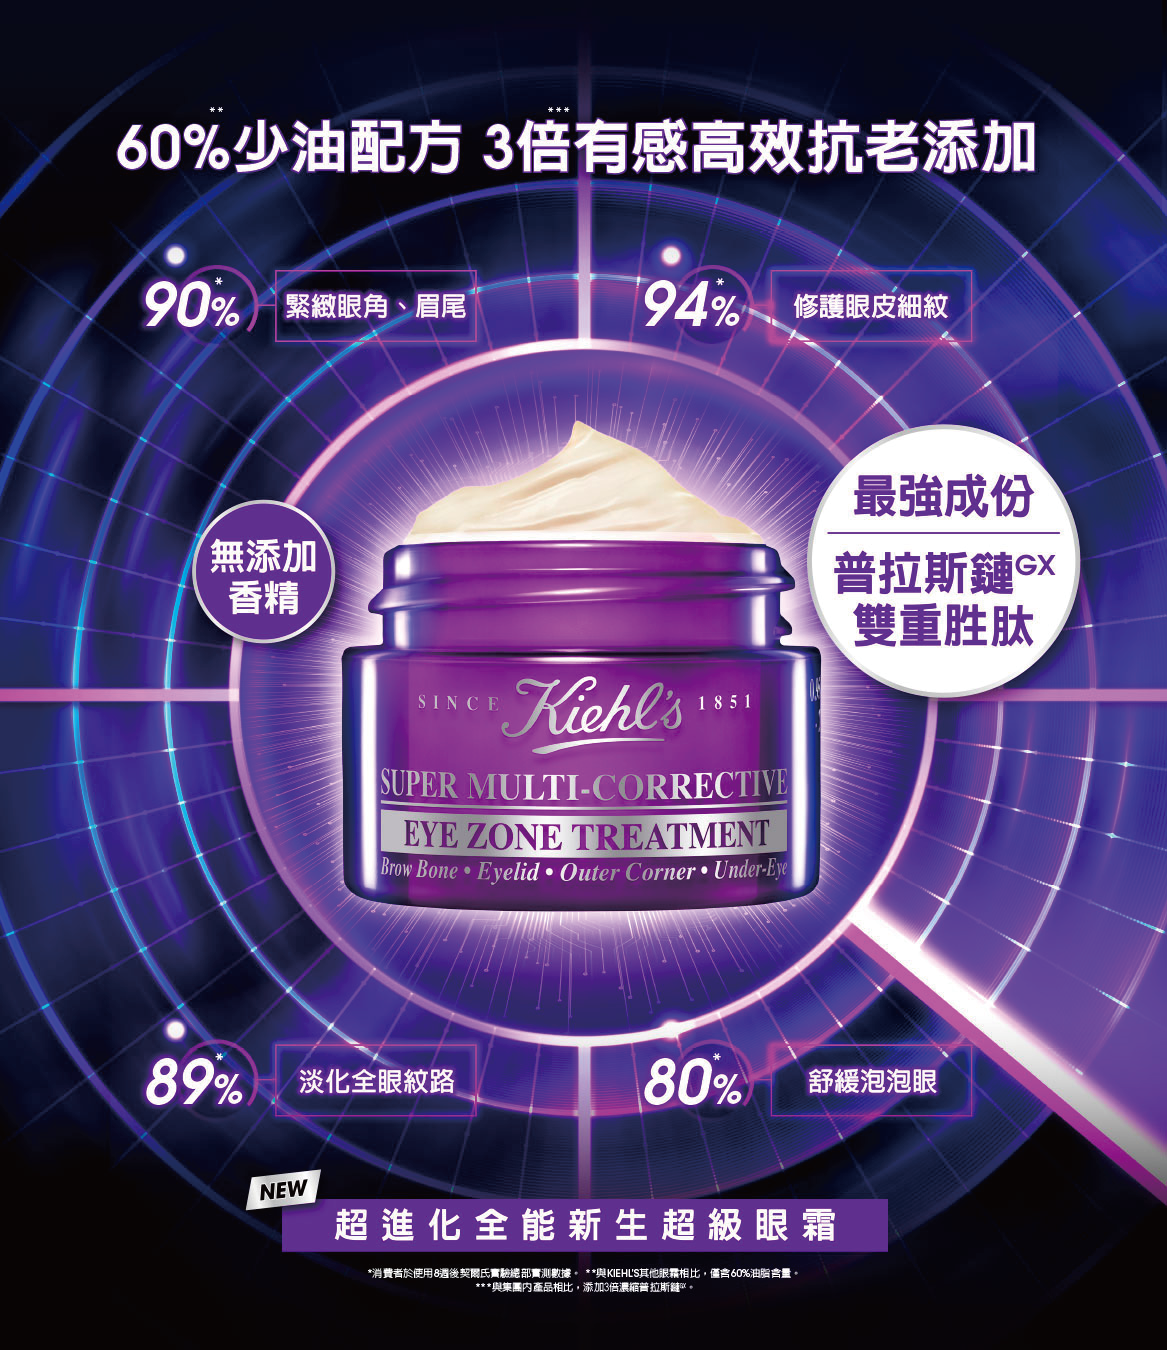 60%**少油配方 3倍***有感高效抗老添加
90%* 緊緻眼角、眉尾
94%* 修護眼皮細紋
無添加
香精
最強成份
普拉斯鏈GX
雙重胜肽
SINCE Kiehl's 1851
SUPER MULTI-CORRECTIVE
EYE ZONE TREATMENT
Brow Bone • Eyelid • Outer Corner • Under-Eye
89%* 淡化全眼紋路
80%* 舒緩泡泡眼
NEW
超進化全能新生超級眼霜
*消費者於使用8週後契爾氏實驗總部實測數據。 **與KIEHL'S其他眼霜相比，僅含60%油脂含量。
***與集團內產品相比，添加3倍濃縮普拉斯鏈